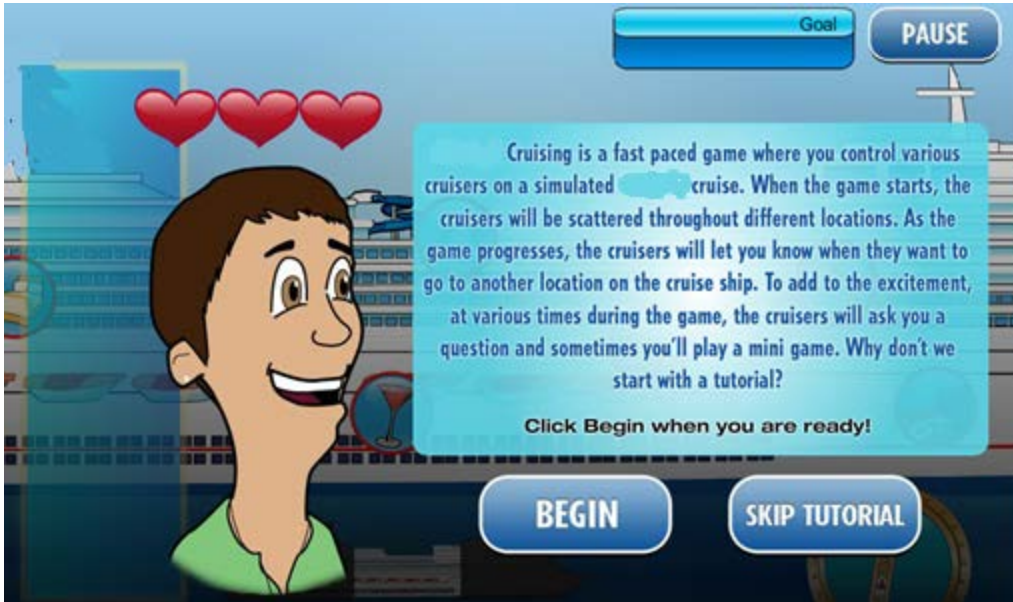 Goal
PAUSE
Cruising is a fast paced game where you control various
cruisers on a simulated cruise. When the game starts, the
cruisers will be scattered throughout different locations. As the
game progresses, the cruisers will let you know when they want to
go to another location on the cruise ship. To add to the excitement,
at various times during the game, the cruisers will ask you a
question and sometimes you'll play a mini game. Why don't we
start with a tutorial?
Click Begin when you are ready!
BEGIN
SKIP TUTORIAL